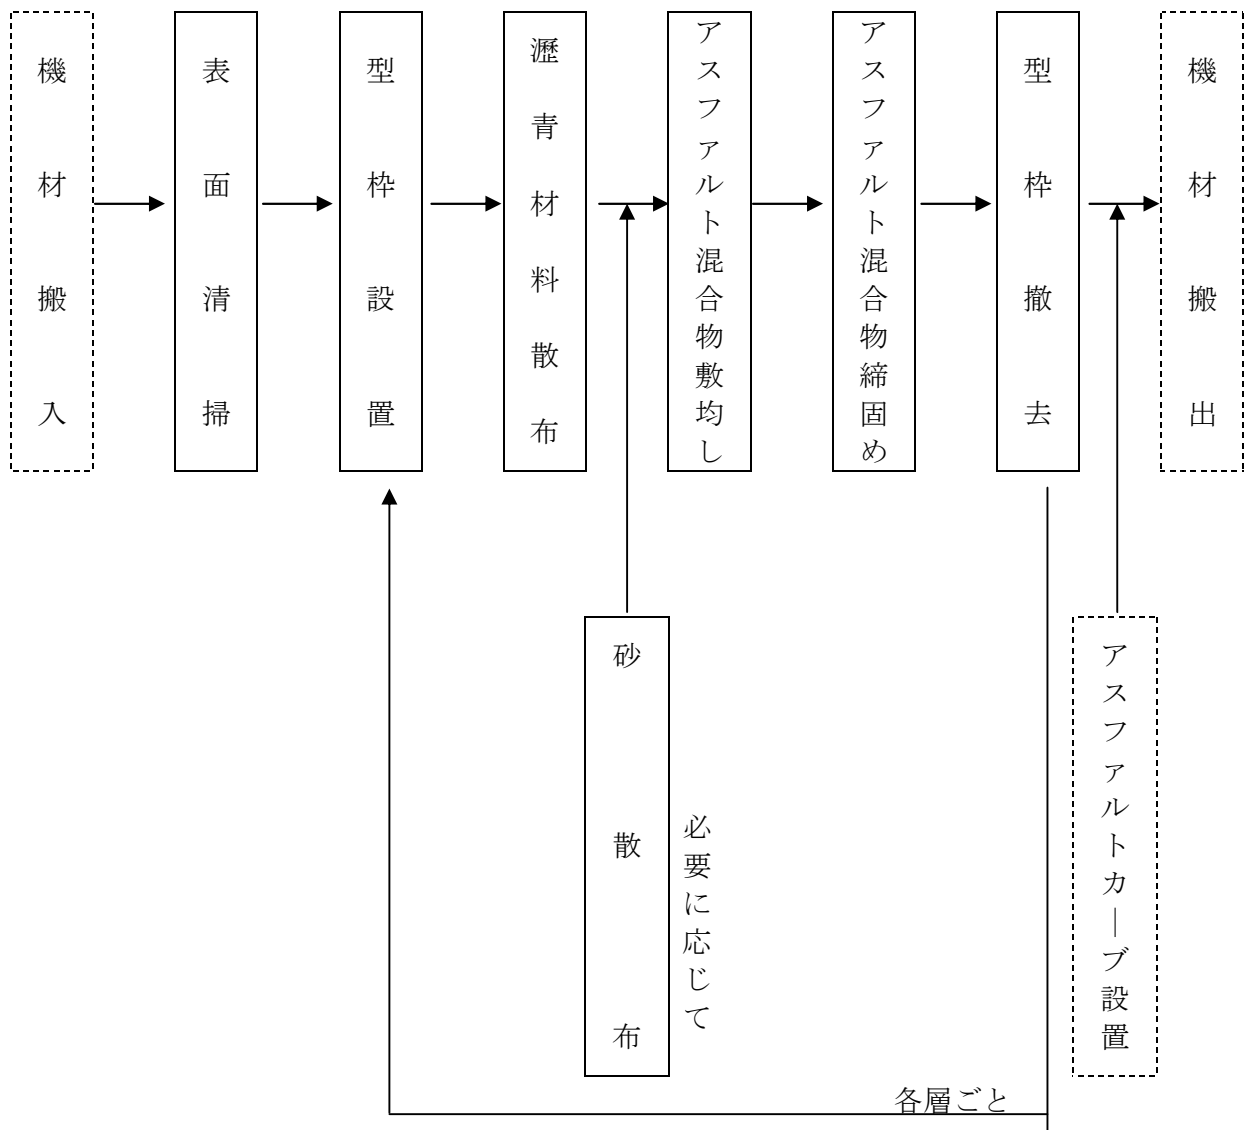 機材搬入
表面清掃
型枠設置
瀝青材料散布
アスファルト混合物敷均し
アスファルト混合物締固め
型枠撤去
機材搬出
砂散布
必要に応じて
アスファルトカーブ設置
各層ごと